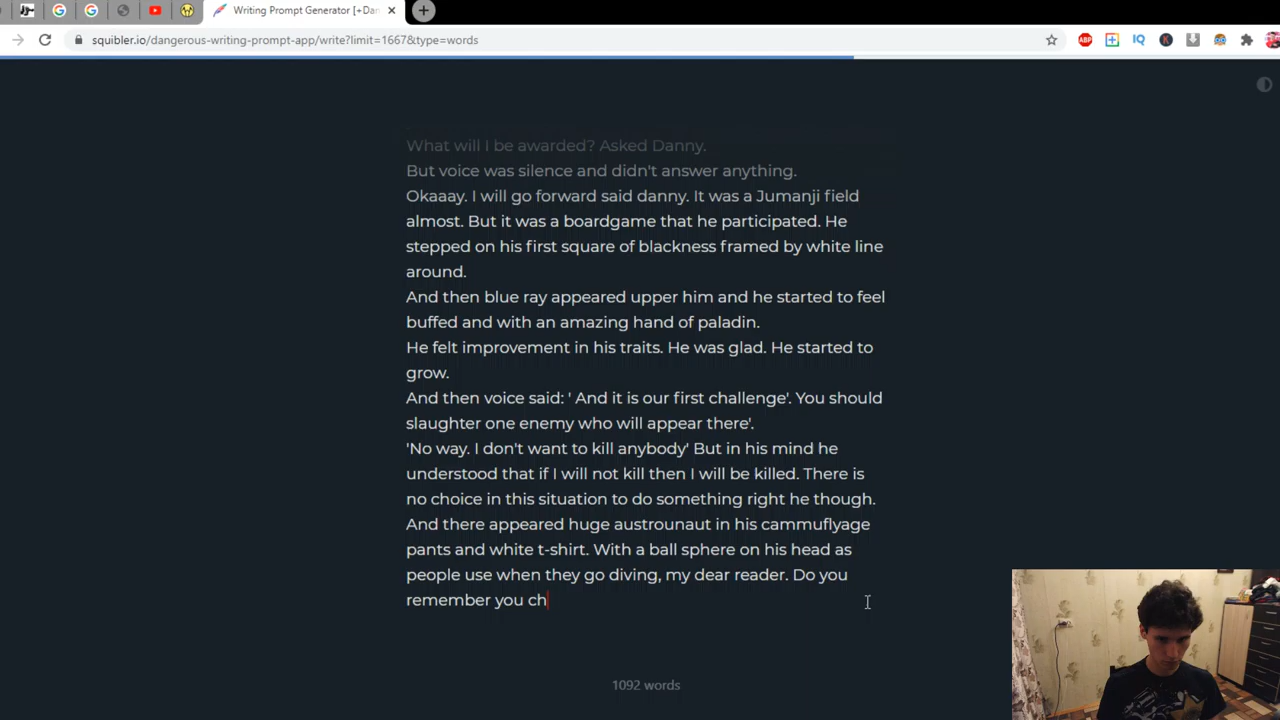 Writing Prompt Generator [+Dan
squibler.io/dangerous-writing-prompt-app/write?limit=1667&type=words
ABP
IQ
K
What will I be awarded? Asked Danny.
But voice was silence and didn't answer anything.
Okaaay. I will go forward said danny. It was a Jumanji field
almost. But it was a boardgame that he participated. He
stepped on his first square of blackness framed by white line
around.
And then blue ray appeared upper him and he started to feel
buffed and with an amazing hand of paladin.
He felt improvement in his traits. He was glad. He started to
grow.
And then voice said: ' And it is our first challenge'. You should
slaughter one enemy who will appear there'.
'No way. I don't want to kill anybody' But in his mind he
understood that if I will not kill then I will be killed. There is
no choice in this situation to do something right he though.
And there appeared huge austrounaut in his cammuflyage
pants and white t-shirt. With a ball sphere on his head as
people use when they go diving, my dear reader. Do you
remember you ch
1092 words